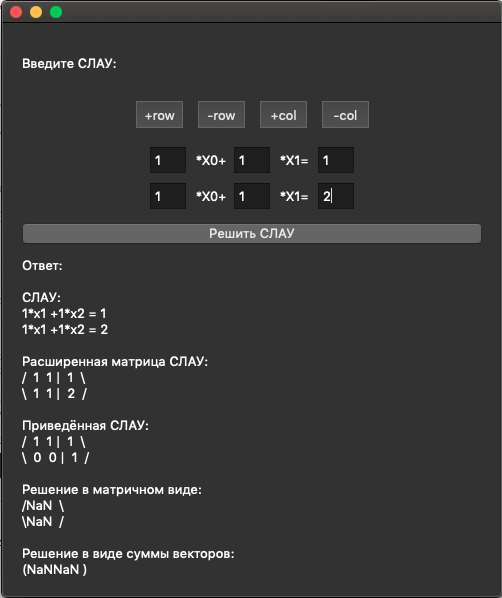 Введите СЛАУ:
+row -row +col -col
1 *X0+ 1 *X1= 1
1 *X0+ 1 *X1= 2
Решить СЛАУ
Ответ:
СЛАУ:
1*x1 +1*x2 = 1
1*x1 +1*x2 = 2
Расширенная матрица СЛАУ:
/ 1 1 | 1 \
\ 1 1 | 2 /
Приведённая СЛАУ:
/ 1 1 | 1 \
\ 0 0 | 1 /
Решение в матричном виде:
/NaN \
\NaN /
Решение в виде суммы векторов:
(NaNNaN )